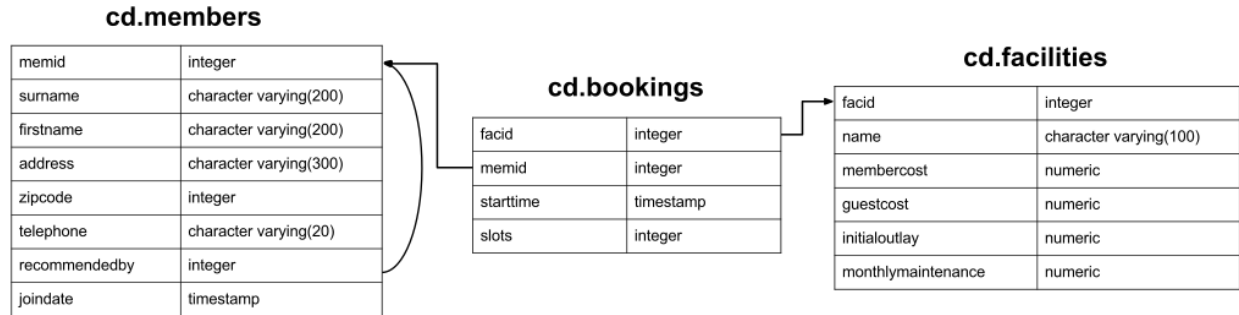 cd.members
memid integer
surname character varying(200)
firstname character varying(200)
address character varying(300)
zipcode integer
telephone character varying(20)
recommendedby integer
joindate timestamp
cd.bookings
facid integer
memid integer
starttime timestamp
slots integer
cd.facilities
facid integer
name character varying(100)
membercost numeric
guestcost numeric
initialoutlay numeric
monthlymaintenance numeric